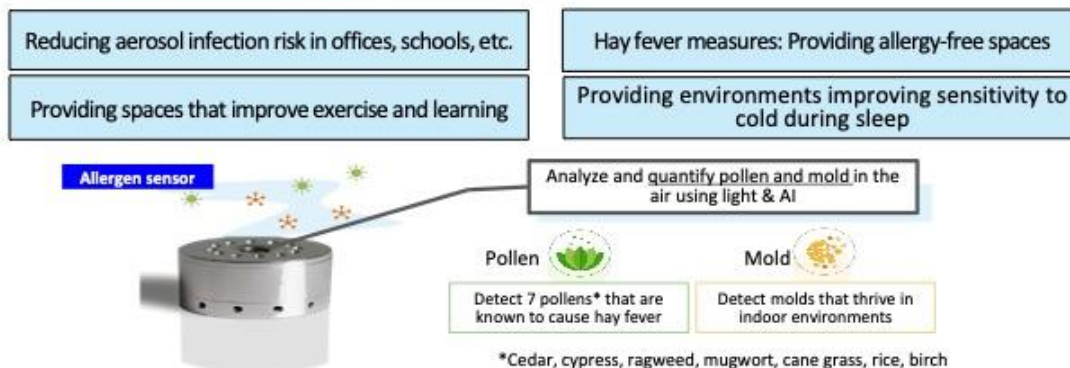 Reducing aerosol infection risk in offices, schools, etc.
Hay fever measures: Providing allergy-free spaces
Providing spaces that improve exercise and learning
Providing environments improving sensitivity to
cold during sleep
Allergen sensor
Analyze and quantify pollen and mold in the
air using light & AI
Pollen
Mold
Detect 7 pollens* that are
known to cause hay fever
Detect molds that thrive in
indoor environments
*Cedar, cypress, ragweed, mugwort, cane grass, rice, birch